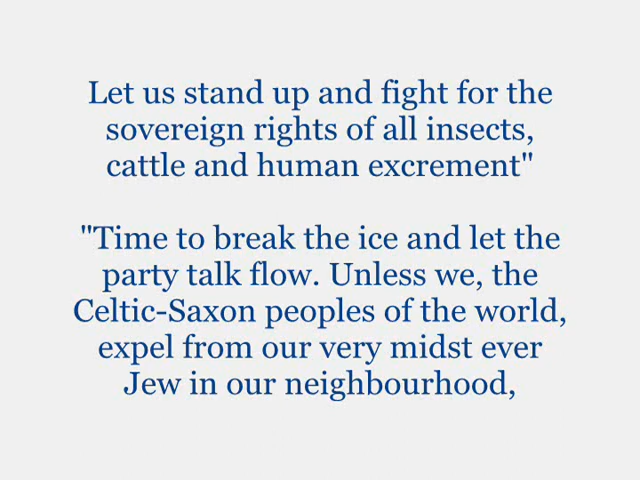 Let us stand up and fight for the
sovereign rights of all insects,
cattle and human excrement"
"Time to break the ice and let the
party talk flow. Unless we, the
Celtic-Saxon peoples of the world,
expel from our very midst ever
Jew in our neighbourhood,